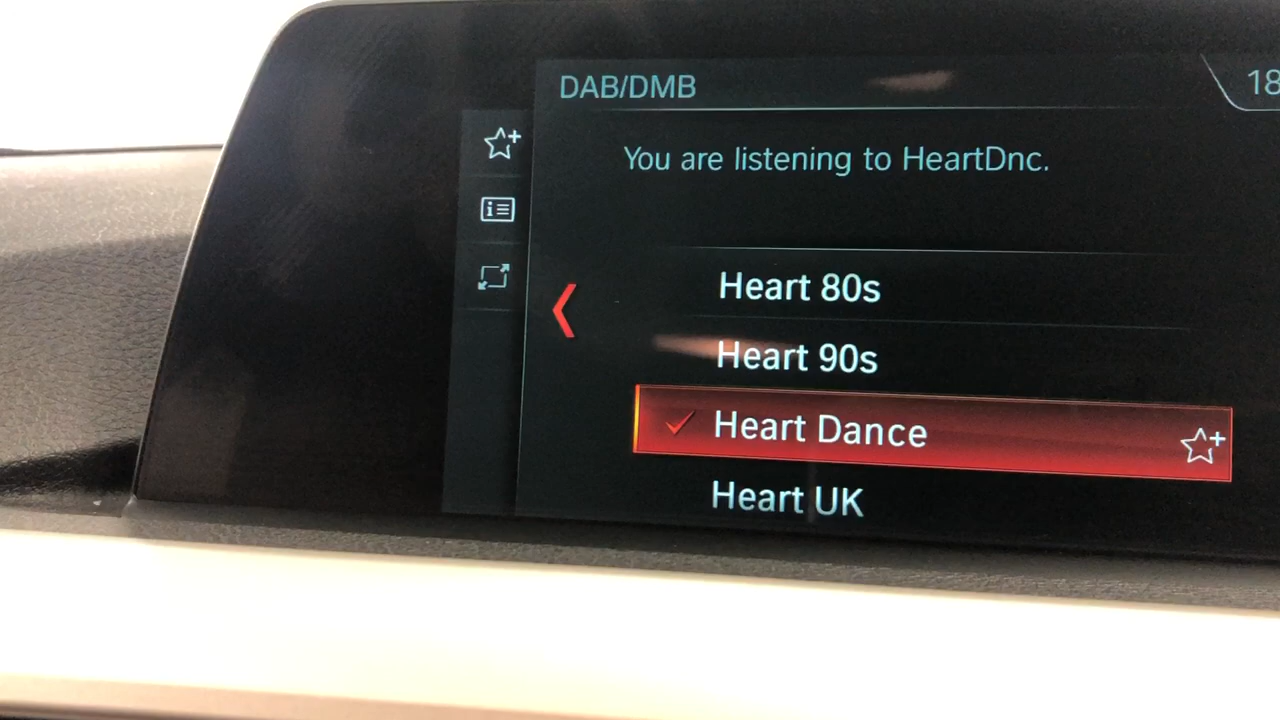 DAB/DMB
18
You are listening to HeartDnc.
Heart 80s
Heart 90s
Heart Dance
Heart UK